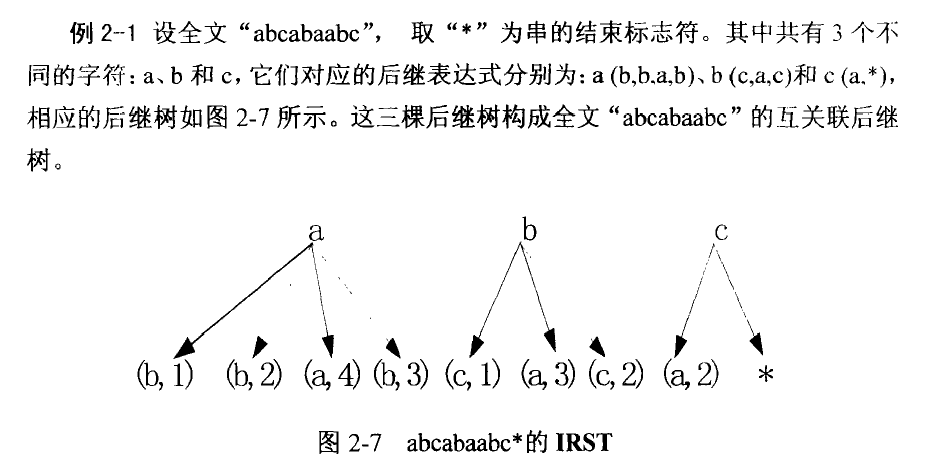 例 2-1 设全文“abcabaabc”， 取“*”为串的结束标志符。其中共有 3 个不
同的字符：a、b 和 c，它们对应的后继表达式分别为：a (b,b.a,b)、b (c,a,c)和 c (a.*)，
相应的后继树如图 2-7 所示。这三棵后继树构成全文“abcabaabc”的互关联后继
树。
a b c
(b, 1) (b, 2) (a, 4) (b, 3) (c, 1) (a, 3) (c, 2) (a, 2) *
图 2-7 abcabaabc*的 IRST